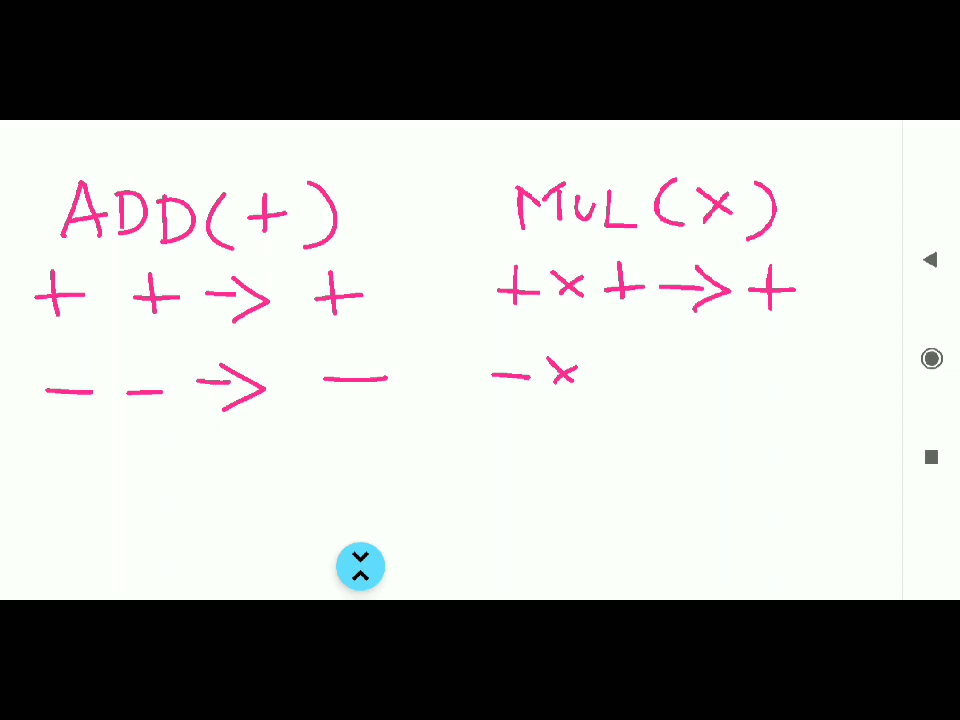 ADD(+) MUL(×)
+ + → + + × + → +
- - → - - ×